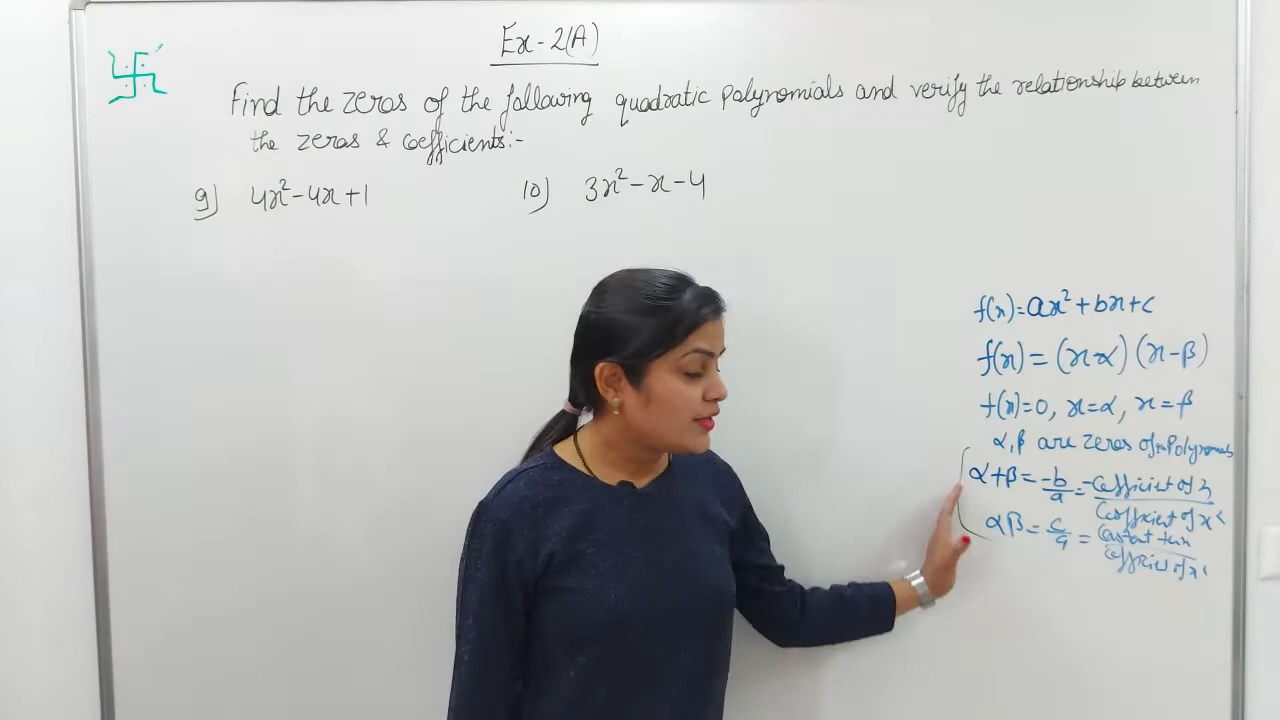 Ex - 2(A)
Find the zeros of the following quadratic polynomials and verify the relationship between
the zeros & coefficients:-
9) 4x²-4x+1
10) 3x²-x-4
f(x)=ax²+bx+c
f(x) = (x-α) (x-β)
f(x)=0, x=α, x=β
α, β are zeros of the Polynomials
α+β = -b/a = -Coefficient of x / Coefficient of x²
αβ = c/a = Constant term / Coefficient of x²